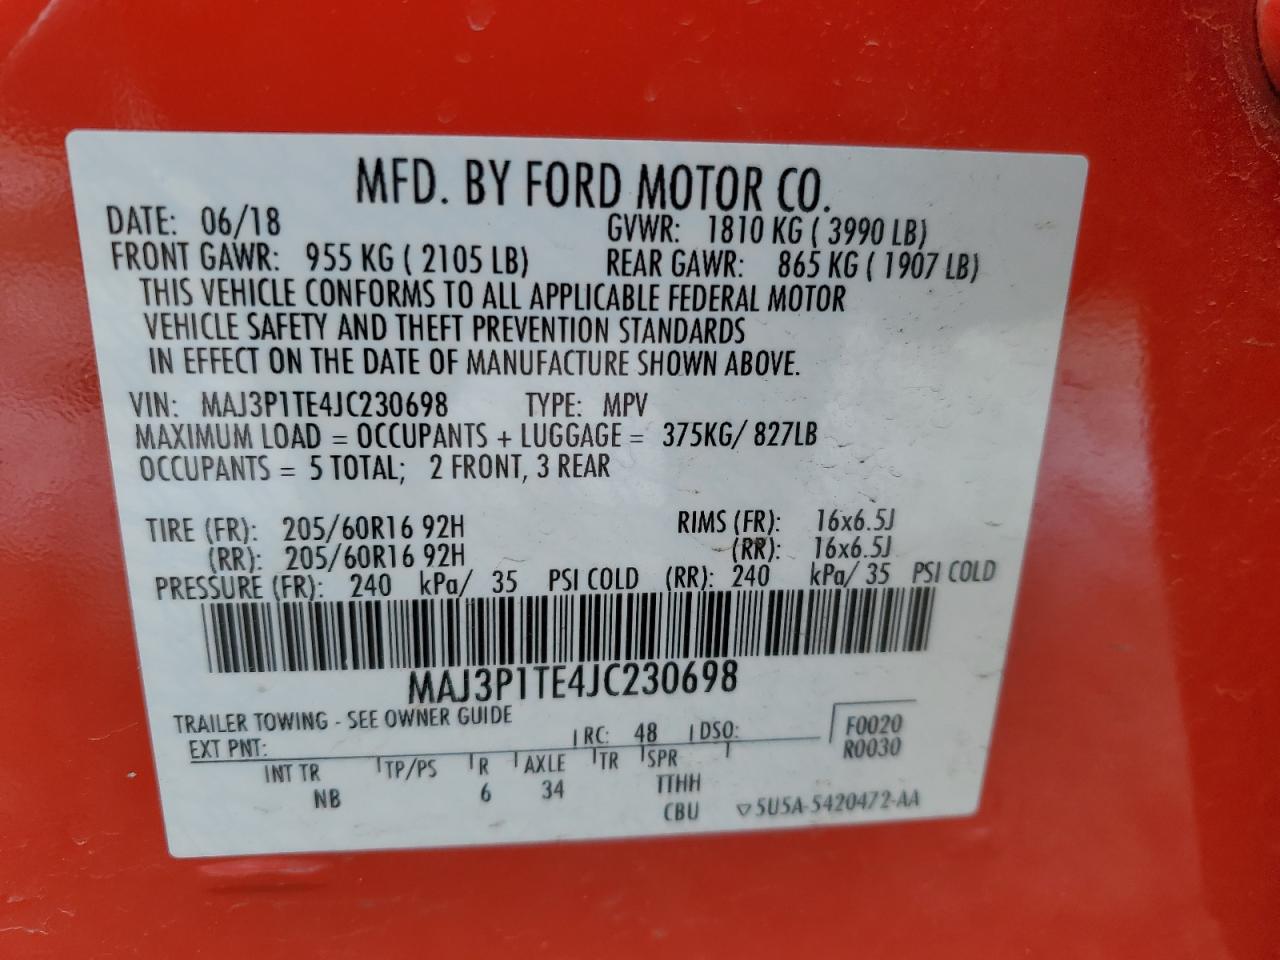 MFD. BY FORD MOTOR CO.
DATE: 06/18 GVWR: 1810 KG ( 3990 LB)
FRONT GAWR: 955 KG ( 2105 LB) REAR GAWR: 865 KG ( 1907 LB)
THIS VEHICLE CONFORMS TO ALL APPLICABLE FEDERAL MOTOR
VEHICLE SAFETY AND THEFT PREVENTION STANDARDS
IN EFFECT ON THE DATE OF MANUFACTURE SHOWN ABOVE.
VIN: MAJ3P1TE4JC230698 TYPE: MPV
MAXIMUM LOAD = OCCUPANTS + LUGGAGE = 375KG/ 827LB
OCCUPANTS = 5 TOTAL; 2 FRONT, 3 REAR
TIRE (FR): 205/60R16 92H RIMS (FR): 16x6.5J
(RR): 205/60R16 92H (RR): 16x6.5J
PRESSURE (FR): 240 kPa/ 35 PSI COLD (RR): 240 kPa/ 35 PSI COLD
MAJ3P1TE4JC230698
TRAILER TOWING - SEE OWNER GUIDE
EXT PNT: RC: 48 DSO: F0020
R0030
INT TR TP/PS R AXLE TR SPR
NB 6 34 TTHH
CBU 5U5A-5420472-AA